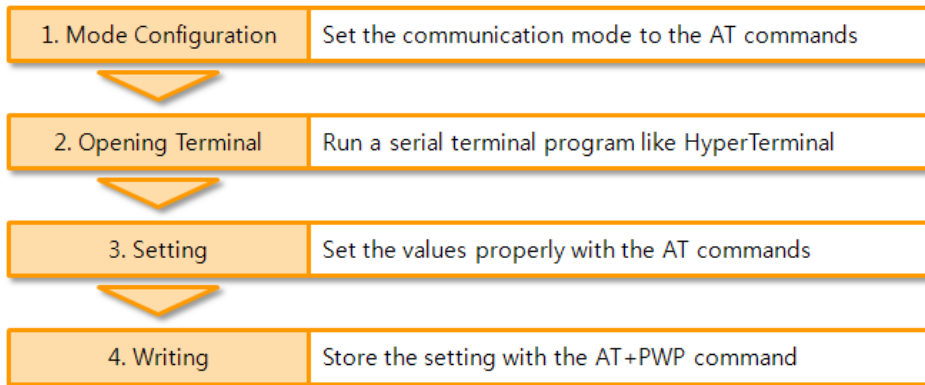 1. Mode Configuration
Set the communication mode to the AT commands
2. Opening Terminal
Run a serial terminal program like HyperTerminal
3. Setting
Set the values properly with the AT commands
4. Writing
Store the setting with the AT+PWP command